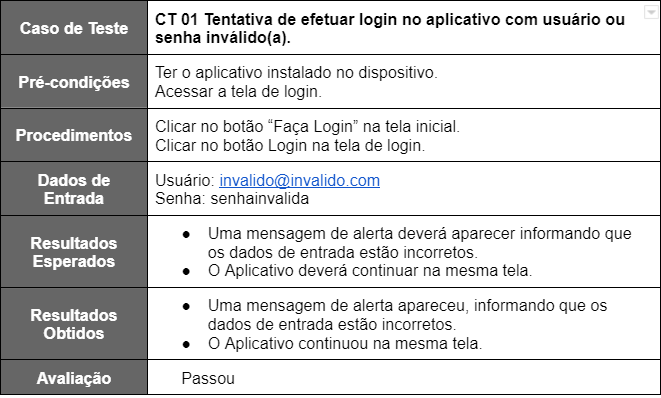 Caso de Teste
CT 01 Tentativa de efetuar login no aplicativo com usuário ou
senha inválido(a).
Pré-condições
Ter o aplicativo instalado no dispositivo.
Acessar a tela de login.
Procedimentos
Clicar no botão “Faça Login” na tela inicial.
Clicar no botão Login na tela de login.
Dados de
Entrada
Usuário: invalido@invalido.com
Senha: senhainvalida
Resultados
Esperados
● Uma mensagem de alerta deverá aparecer informando que
os dados de entrada estão incorretos.
● O Aplicativo deverá continuar na mesma tela.
Resultados
Obtidos
● Uma mensagem de alerta apareceu, informando que os
dados de entrada estão incorretos.
● O Aplicativo continuou na mesma tela.
Avaliação
Passou